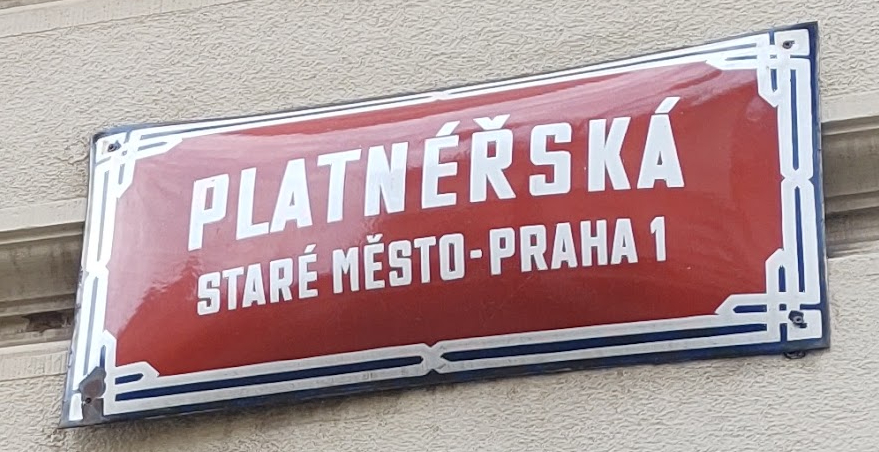 PLATNÉŘSKÁ
STARÉ MĚSTO-PRAHA 1